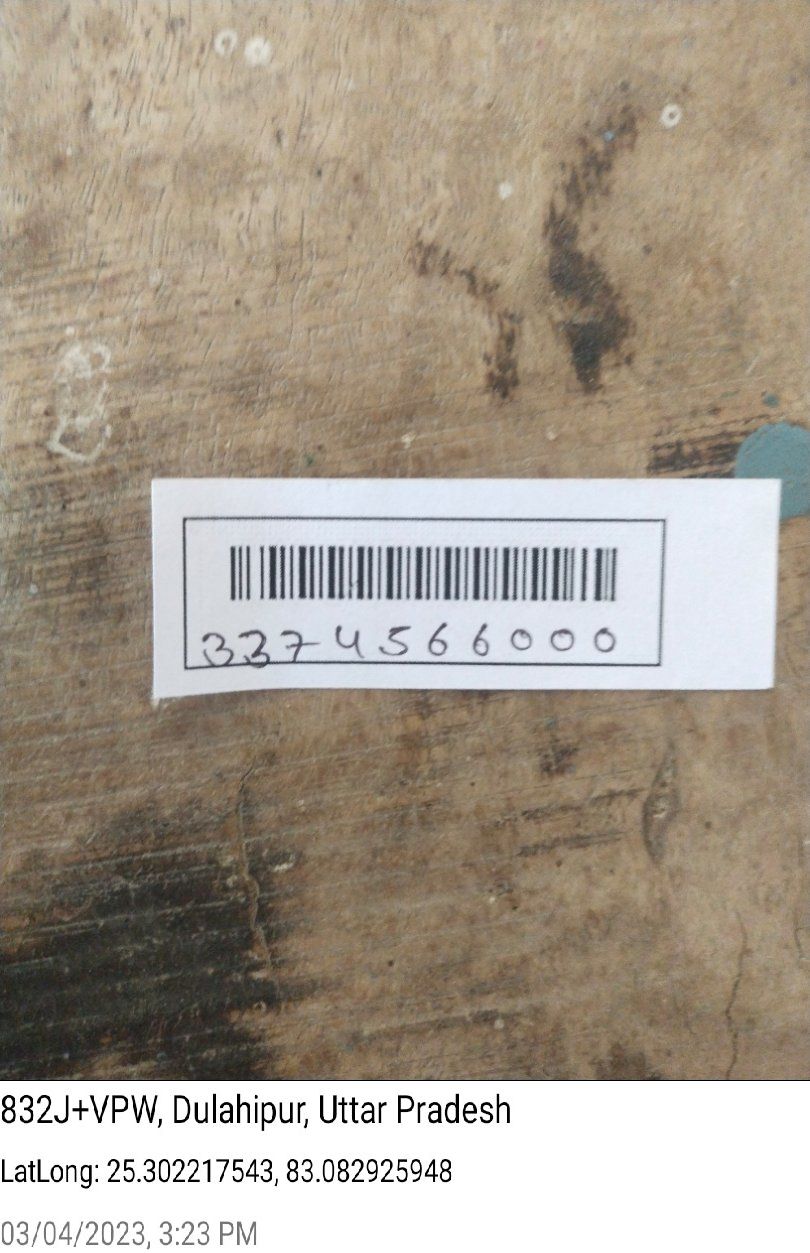 3374566000
832J+VPW, Dulahipur, Uttar Pradesh
LatLong: 25.302217543, 83.082925948
03/04/2023, 3:23 PM